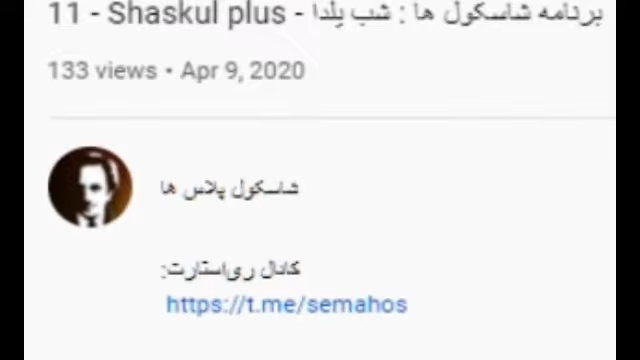 برنامه شاسکول ها : شب یلدا - Shaskul plus - 11
133 views • Apr 9, 2020
شاسکول پلاس ها
کانال ری‌استارت:
https://t.me/semahos